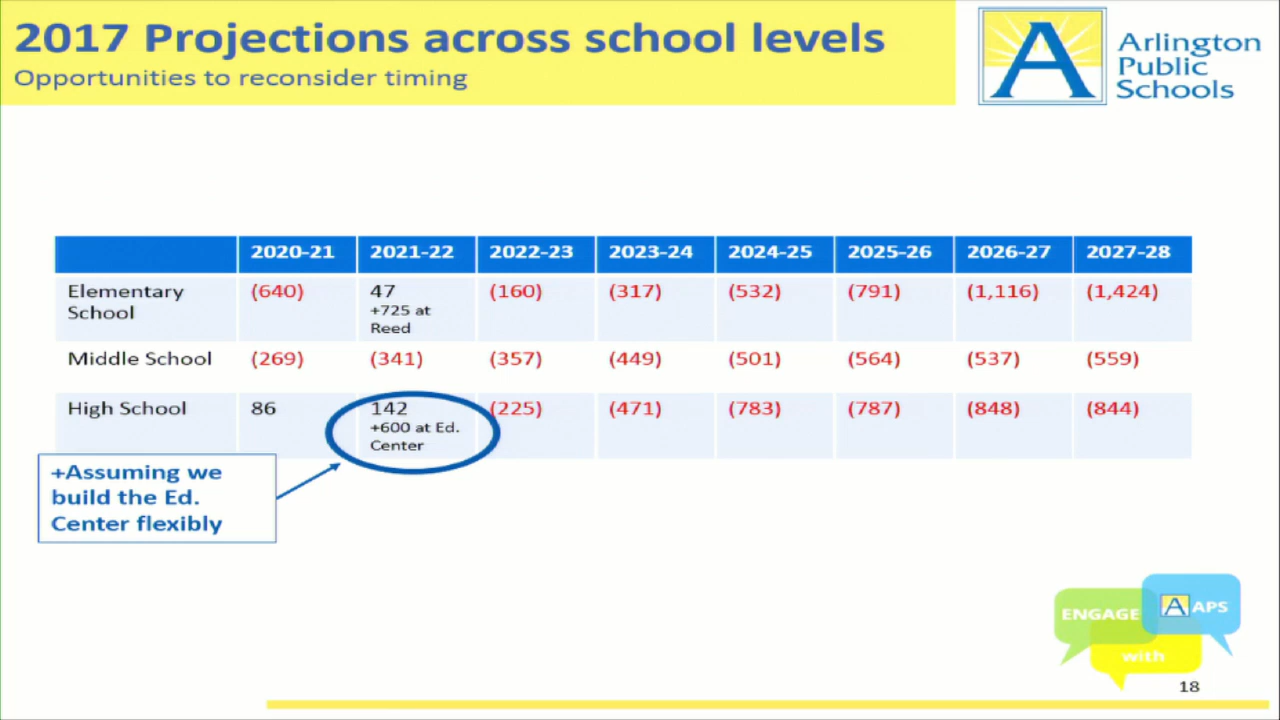 2017 Projections across school levels
Opportunities to reconsider timing
A
Arlington
Public
Schools
2020-21 2021-22 2022-23 2023-24 2024-25 2025-26 2026-27 2027-28
Elementary School (640) 47 +725 at Reed (160) (317) (532) (791) (1,116) (1,424)
Middle School (269) (341) (357) (449) (501) (564) (537) (559)
High School 86 142 +600 at Ed. Center (225) (471) (783) (787) (848) (844)
+Assuming we
build the Ed.
Center flexibly
ENGAGE
with
A APS
18